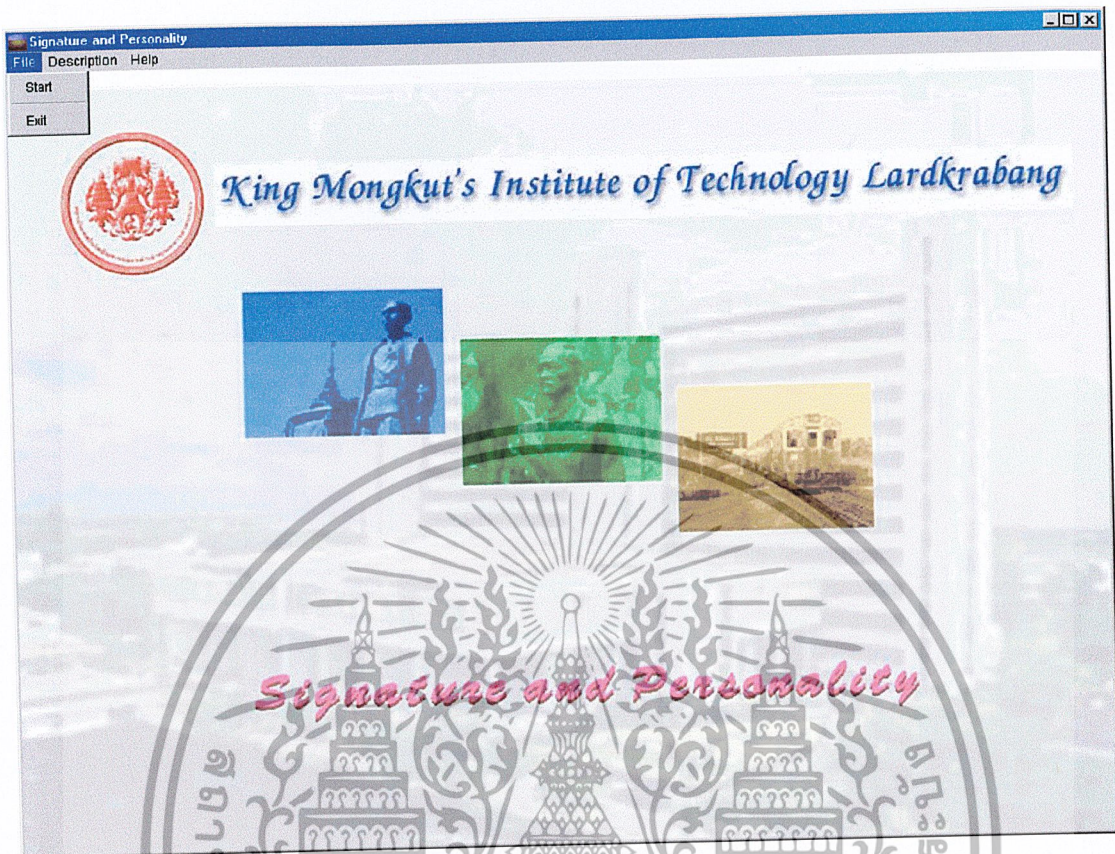 Signature and Personality
File Description Help
Start
Exit
King Mongkut's Institute of Technology Lardkrabang
Signature and Personality